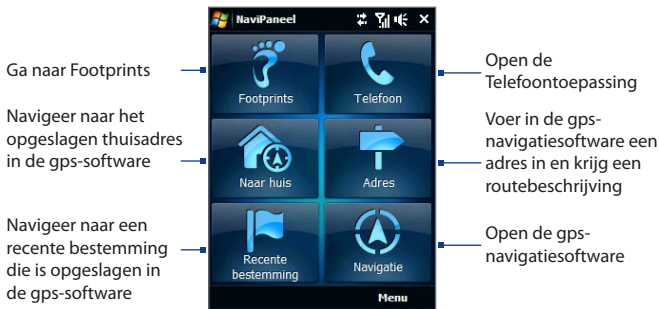 NaviPaneel
Ga naar Footprints
Navigeer naar het
opgeslagen thuisadres
in de gps-software
Navigeer naar een
recente bestemming
die is opgeslagen in
de gps-software
Footprints
Telefoon
Naar huis
Adres
Recente
bestemming
Navigatie
Menu
Open de
Telefoontoepassing
Voer in de gps-
navigatiesoftware een
adres in en krijg een
routebeschrijving
Open de gps-
navigatiesoftware